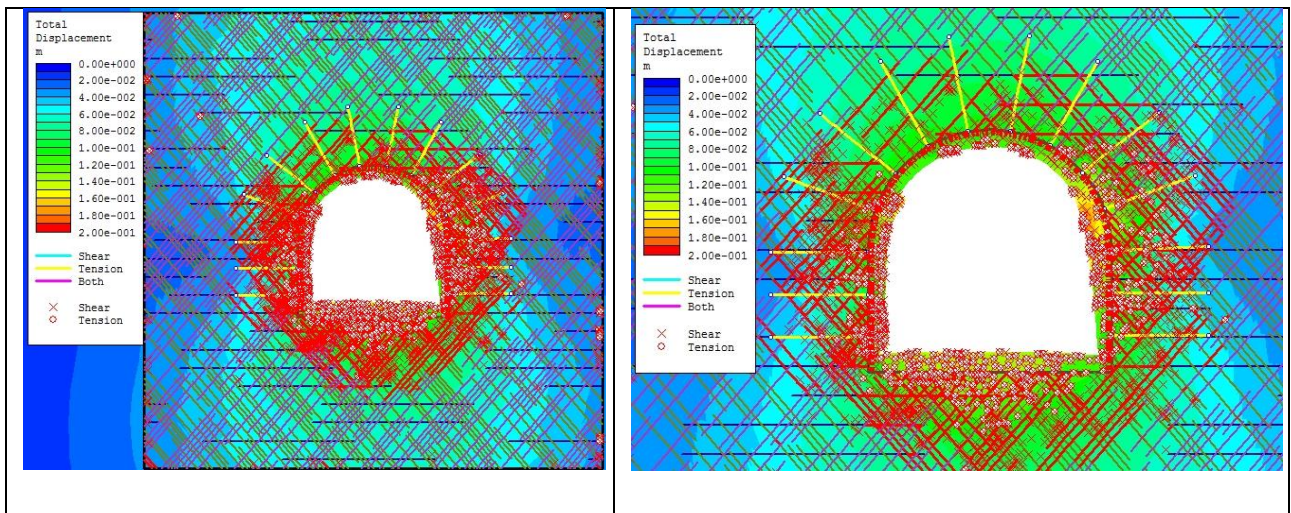 Total
Displacement
m
0.00e+000
2.00e-002
4.00e-002
6.00e-002
8.00e-002
1.00e-001
1.20e-001
1.40e-001
1.60e-001
1.80e-001
2.00e-001
Shear
Tension
Both
Shear
Tension
Total
Displacement
m
0.00e+000
2.00e-002
4.00e-002
6.00e-002
8.00e-002
1.00e-001
1.20e-001
1.40e-001
1.60e-001
1.80e-001
2.00e-001
Shear
Tension
Both
Shear
Tension